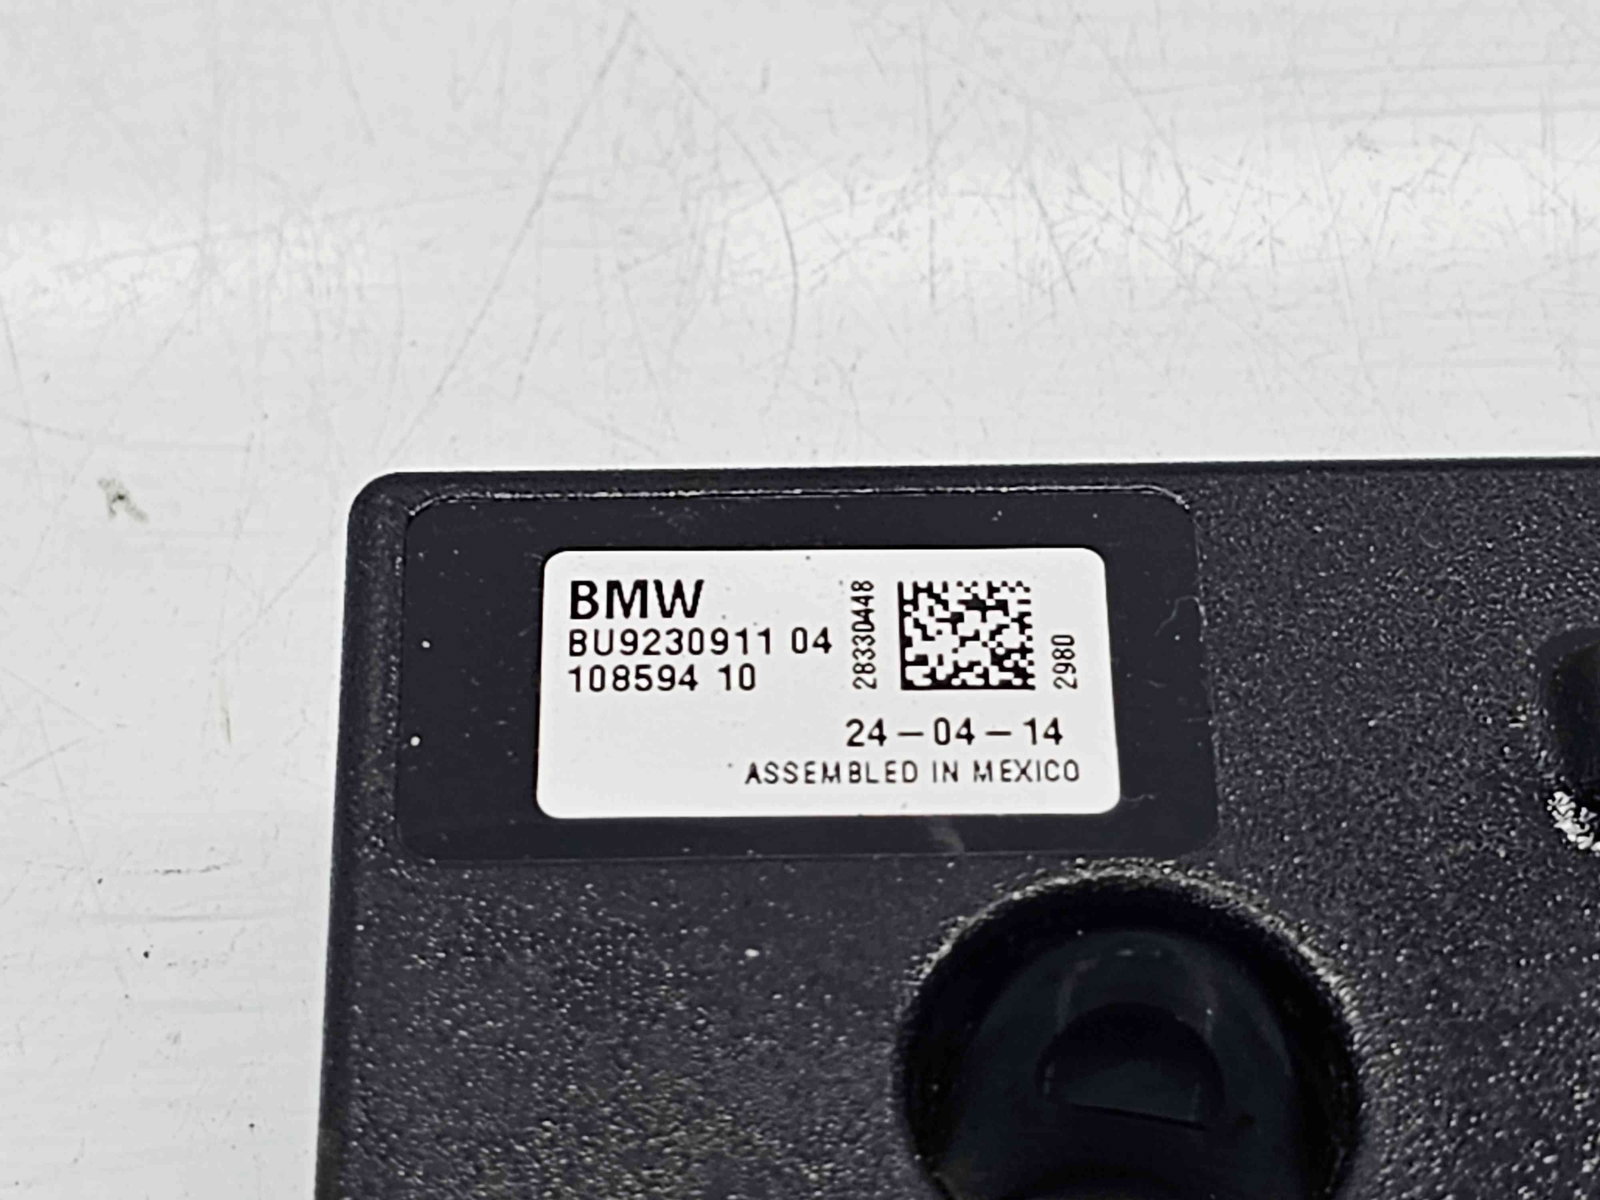 BMW
BU9230911 04
108594 10
28330448
2980
24-04-14
ASSEMBLED IN MEXICO